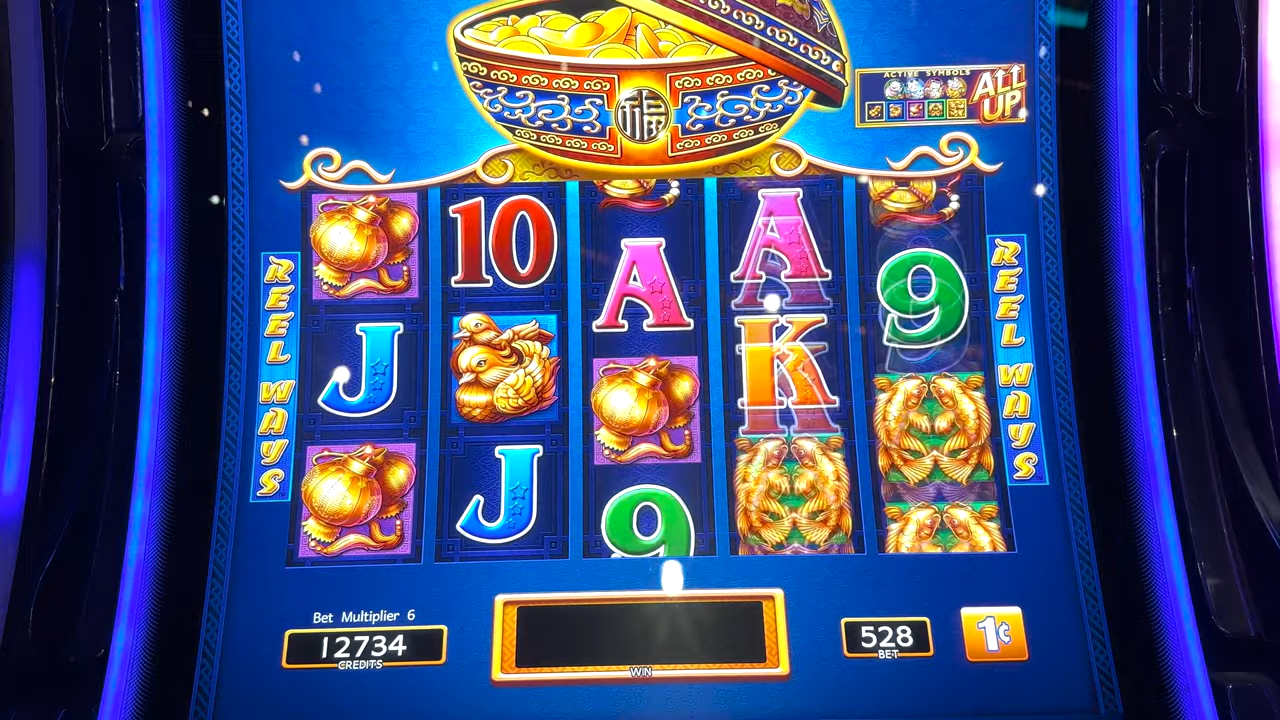 福
ACTIVE SYMBOLS
ALL UP
REEL WAYS
10
A
A
9
J
K
J
9
REEL WAYS
Bet Multiplier 6
12734
CREDITS
WIN
528
BET
1¢